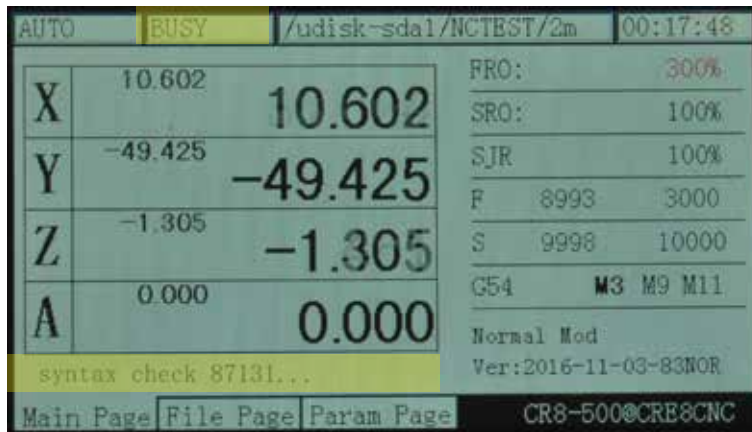 AUTO BUSY /udisk-sda1/NCTEST/2m 00:17:48
X 10.602 10.602
Y -49.425 -49.425
Z -1.305 -1.305
A 0.000 0.000
syntax check 87131...
FRO: 300%
SRO: 100%
SJR 100%
F 8993 3000
S 9998 10000
G54 M3 M9 M11
Normal Mod
Ver:2016-11-03-83NOR
Main Page File Page Param Page CR8-500@CRE8CNC